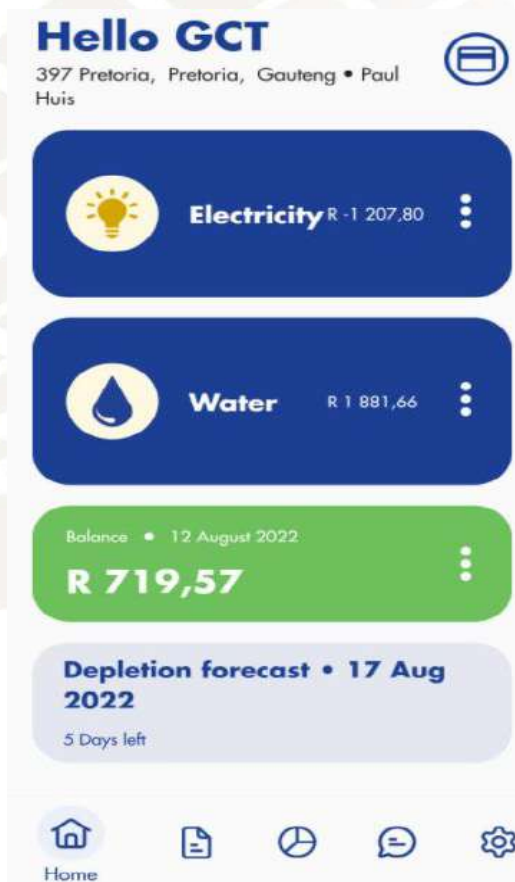 Hello GCT
397 Pretoria, Pretoria, Gauteng • Paul
Huis
Electricity R -1 207,80
Water R 1 881,66
Balance • 12 August 2022
R 719,57
Depletion forecast • 17 Aug
2022
5 Days left
Home